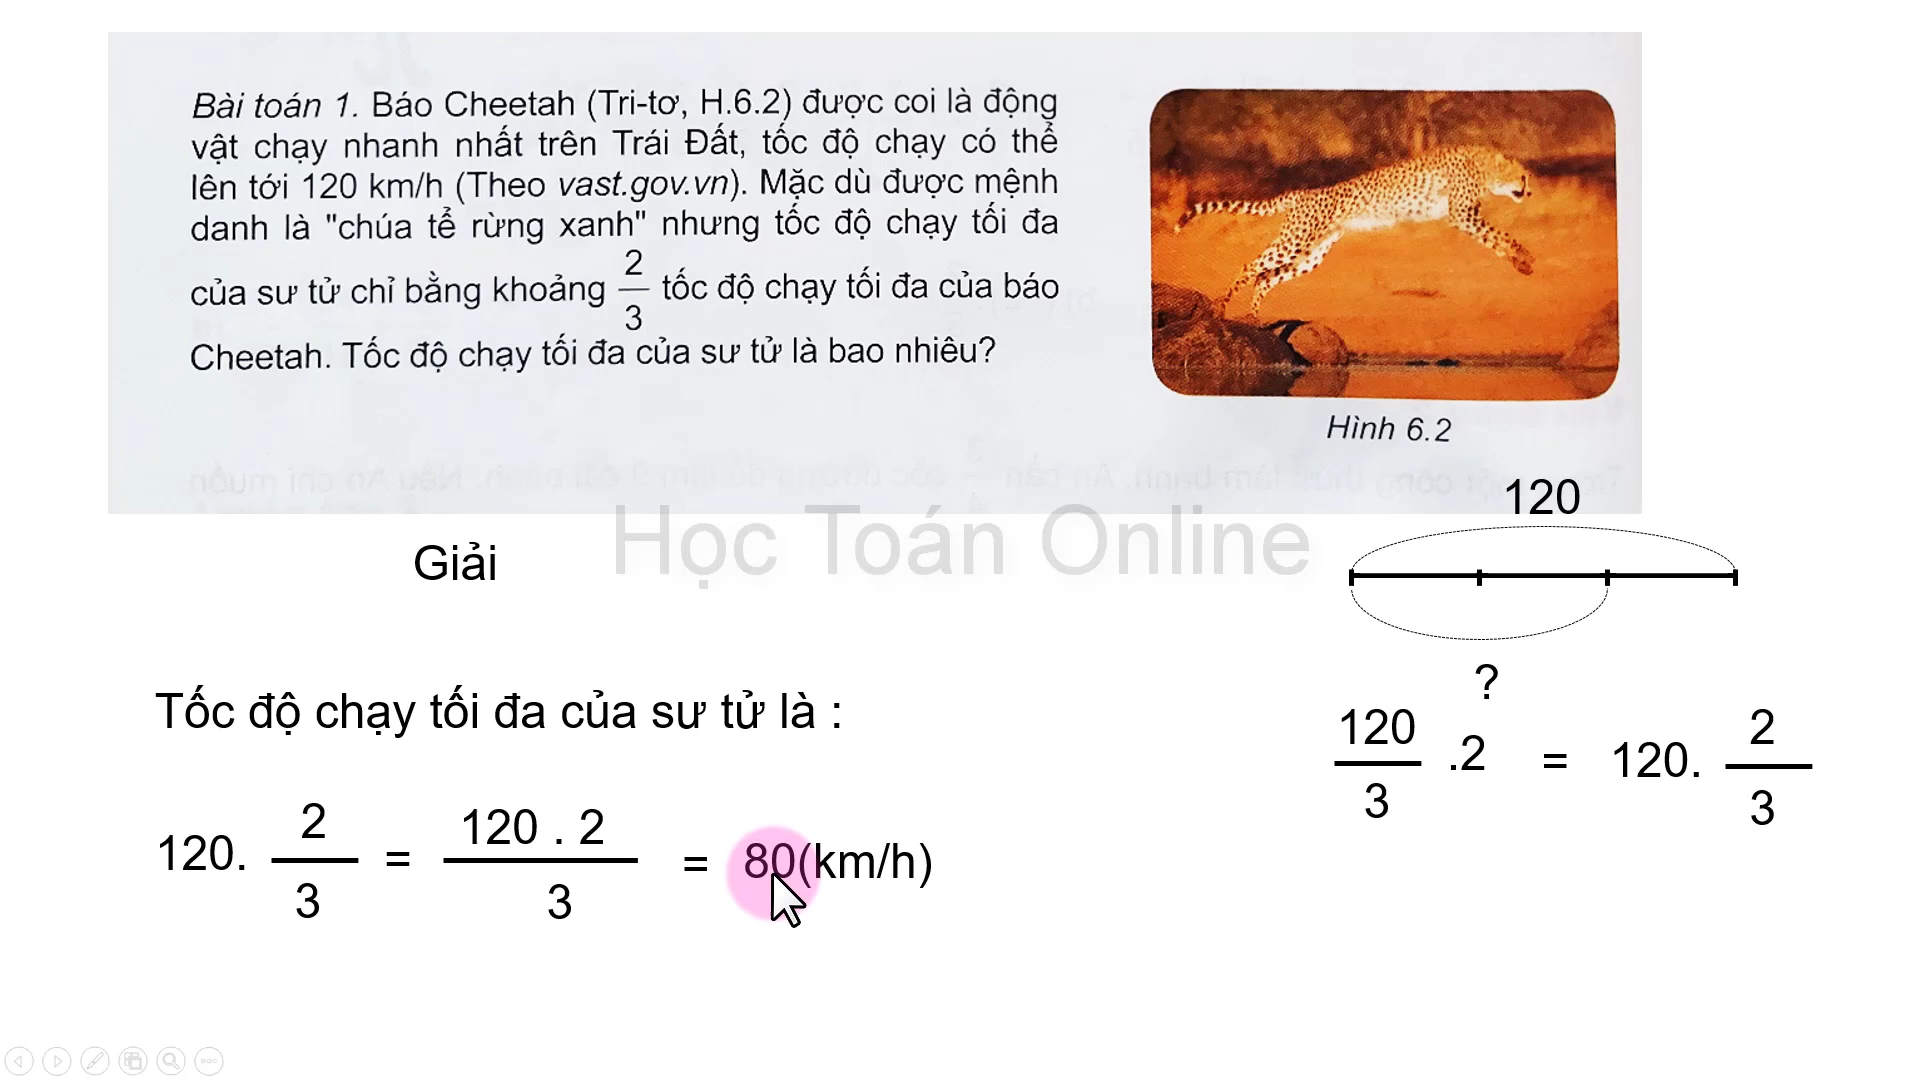 Bài toán 1. Báo Cheetah (Tri-tơ, H.6.2) được coi là động
vật chạy nhanh nhất trên Trái Đất, tốc độ chạy có thể
lên tới 120 km/h (Theo vast.gov.vn). Mặc dù được mệnh
danh là "chúa tể rừng xanh" nhưng tốc độ chạy tối đa
của sư tử chỉ bằng khoảng 2/3 tốc độ chạy tối đa của báo
Cheetah. Tốc độ chạy tối đa của sư tử là bao nhiêu?
Hình 6.2
Học Toán Online
Giải
120
?
120/3 .2 = 120. 2/3
Tốc độ chạy tối đa của sư tử là :
120. 2/3 = 120 . 2/3 = 80(km/h)